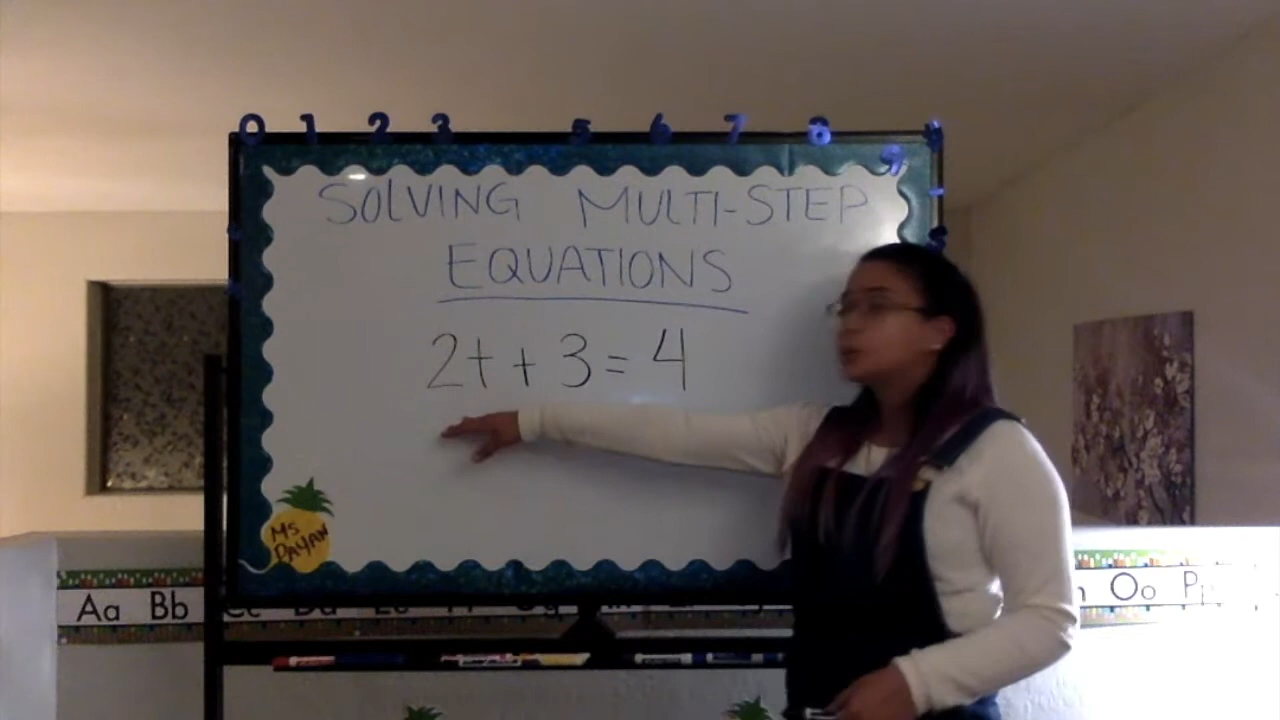 0 1 2 3 5 6 7 8 9
SOLVING MULTI-STEP
EQUATIONS
2t + 3 = 4
Ms
PAYAN
Aa Bb Cc Oo